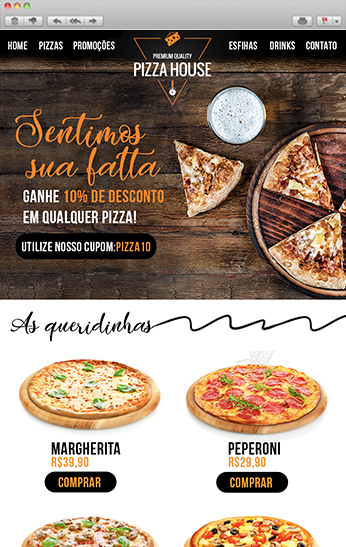 HOME PIZZAS PROMOÇÕES ESFIHAS DRINKS CONTATO
PREMIUM QUALITY
PIZZA HOUSE
Sentimos
sua fatta
GANHE 10% DE DESCONTO
EM QUALQUER PIZZA!
UTILIZE NOSSO CUPOM:PIZZA10
As queridinhas
MARGHERITA
R$39,90
COMPRAR
PEPERONI
R$29,90
COMPRAR